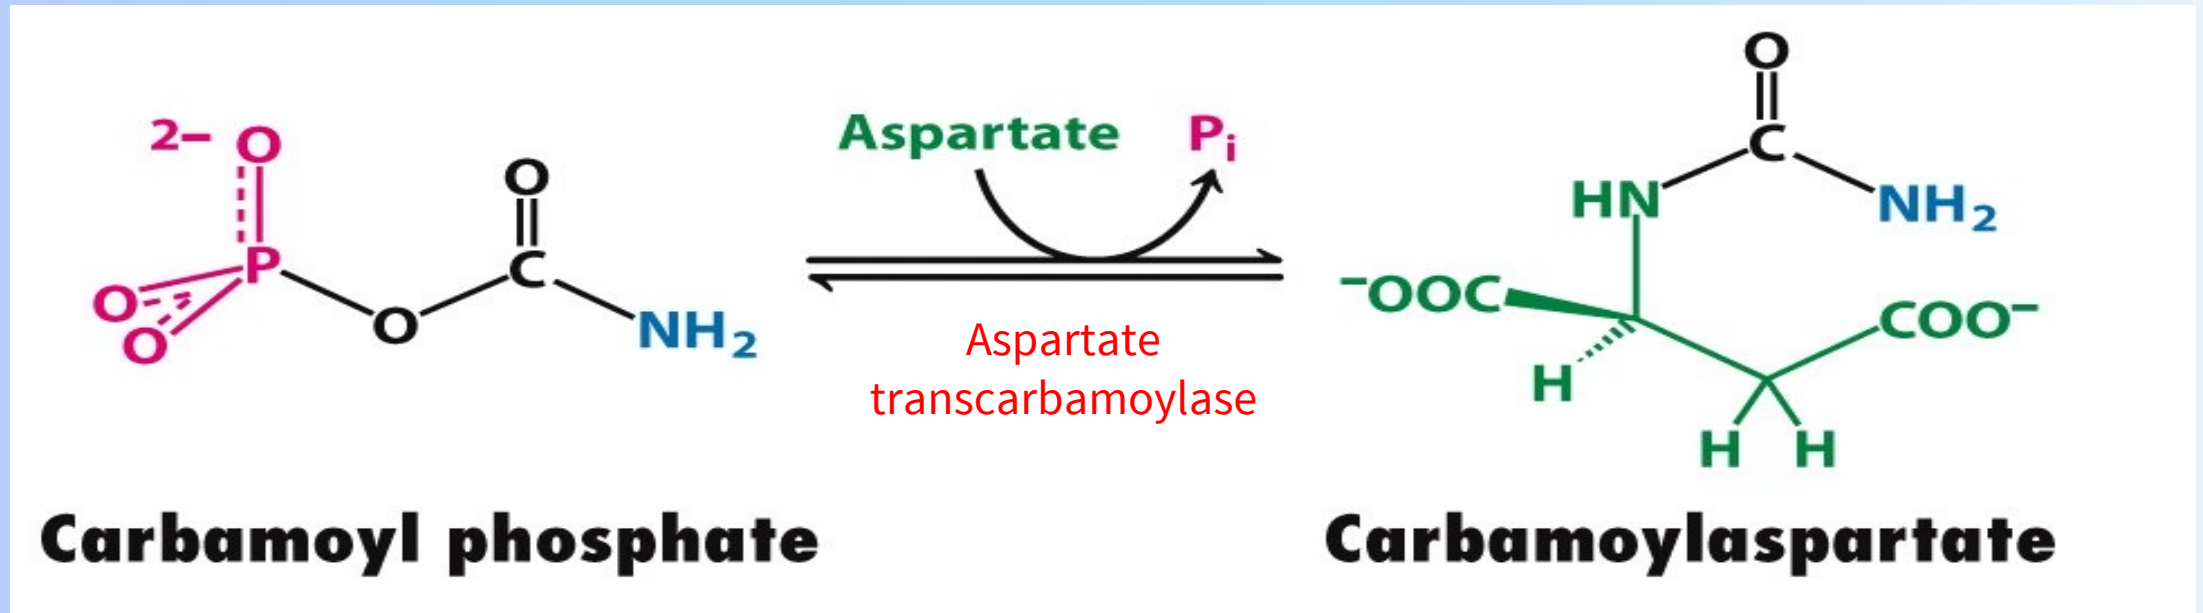 2– O
P
O
O
O
O
C
NH2
Aspartate
Pi
Aspartate
transcarbamoylase
O
C
HN
NH2
–OOC
COO–
H
H H
Carbamoyl phosphate
Carbamoylaspartate